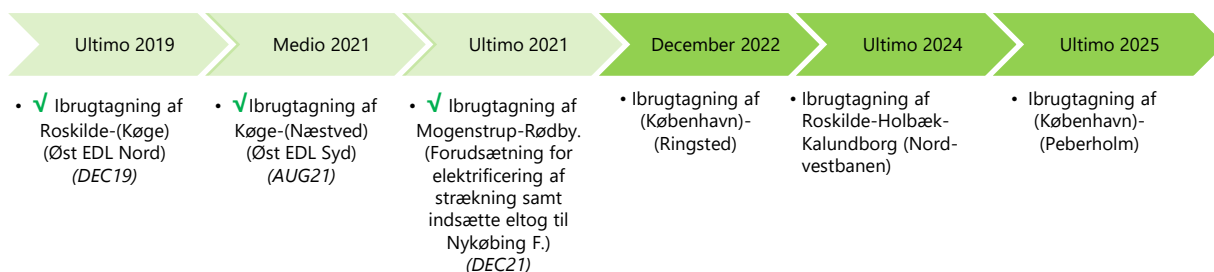 Ultimo 2019
Medio 2021
Ultimo 2021
December 2022
Ultimo 2024
Ultimo 2025
• √ Ibrugtagning af
Roskilde-(Køge)
(Øst EDL Nord)
(DEC19)
• √Ibrugtagning af
Køge-(Næstved)
(Øst EDL Syd)
(AUG21)
• √ Ibrugtagning af
Mogenstrup-Rødby.
(Forudsætning for
elektrificering af
strækning samt
indsætte eltog til
Nykøbing F.)
(DEC21)
• Ibrugtagning af
(København)-
(Ringsted)
• Ibrugtagning af
Roskilde-Holbæk-
Kalundborg (Nord-
vestbanen)
• Ibrugtagning af
(København)-
(Peberholm)